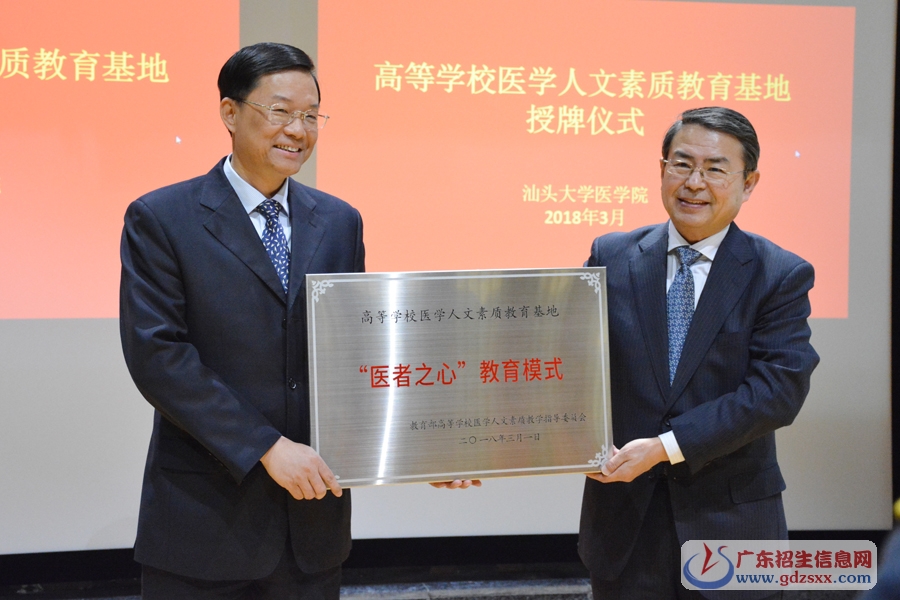 质教育基地
高等学校医学人文素质教育基地
授牌仪式
汕头大学医学院
2018年3月
高等学校医学人文素质教育基地
“医者之心”教育模式
教育部高等学校医学人文素质教学指导委员会
二〇一八年三月一日
广东招生信息网
www.gdzsxx.com